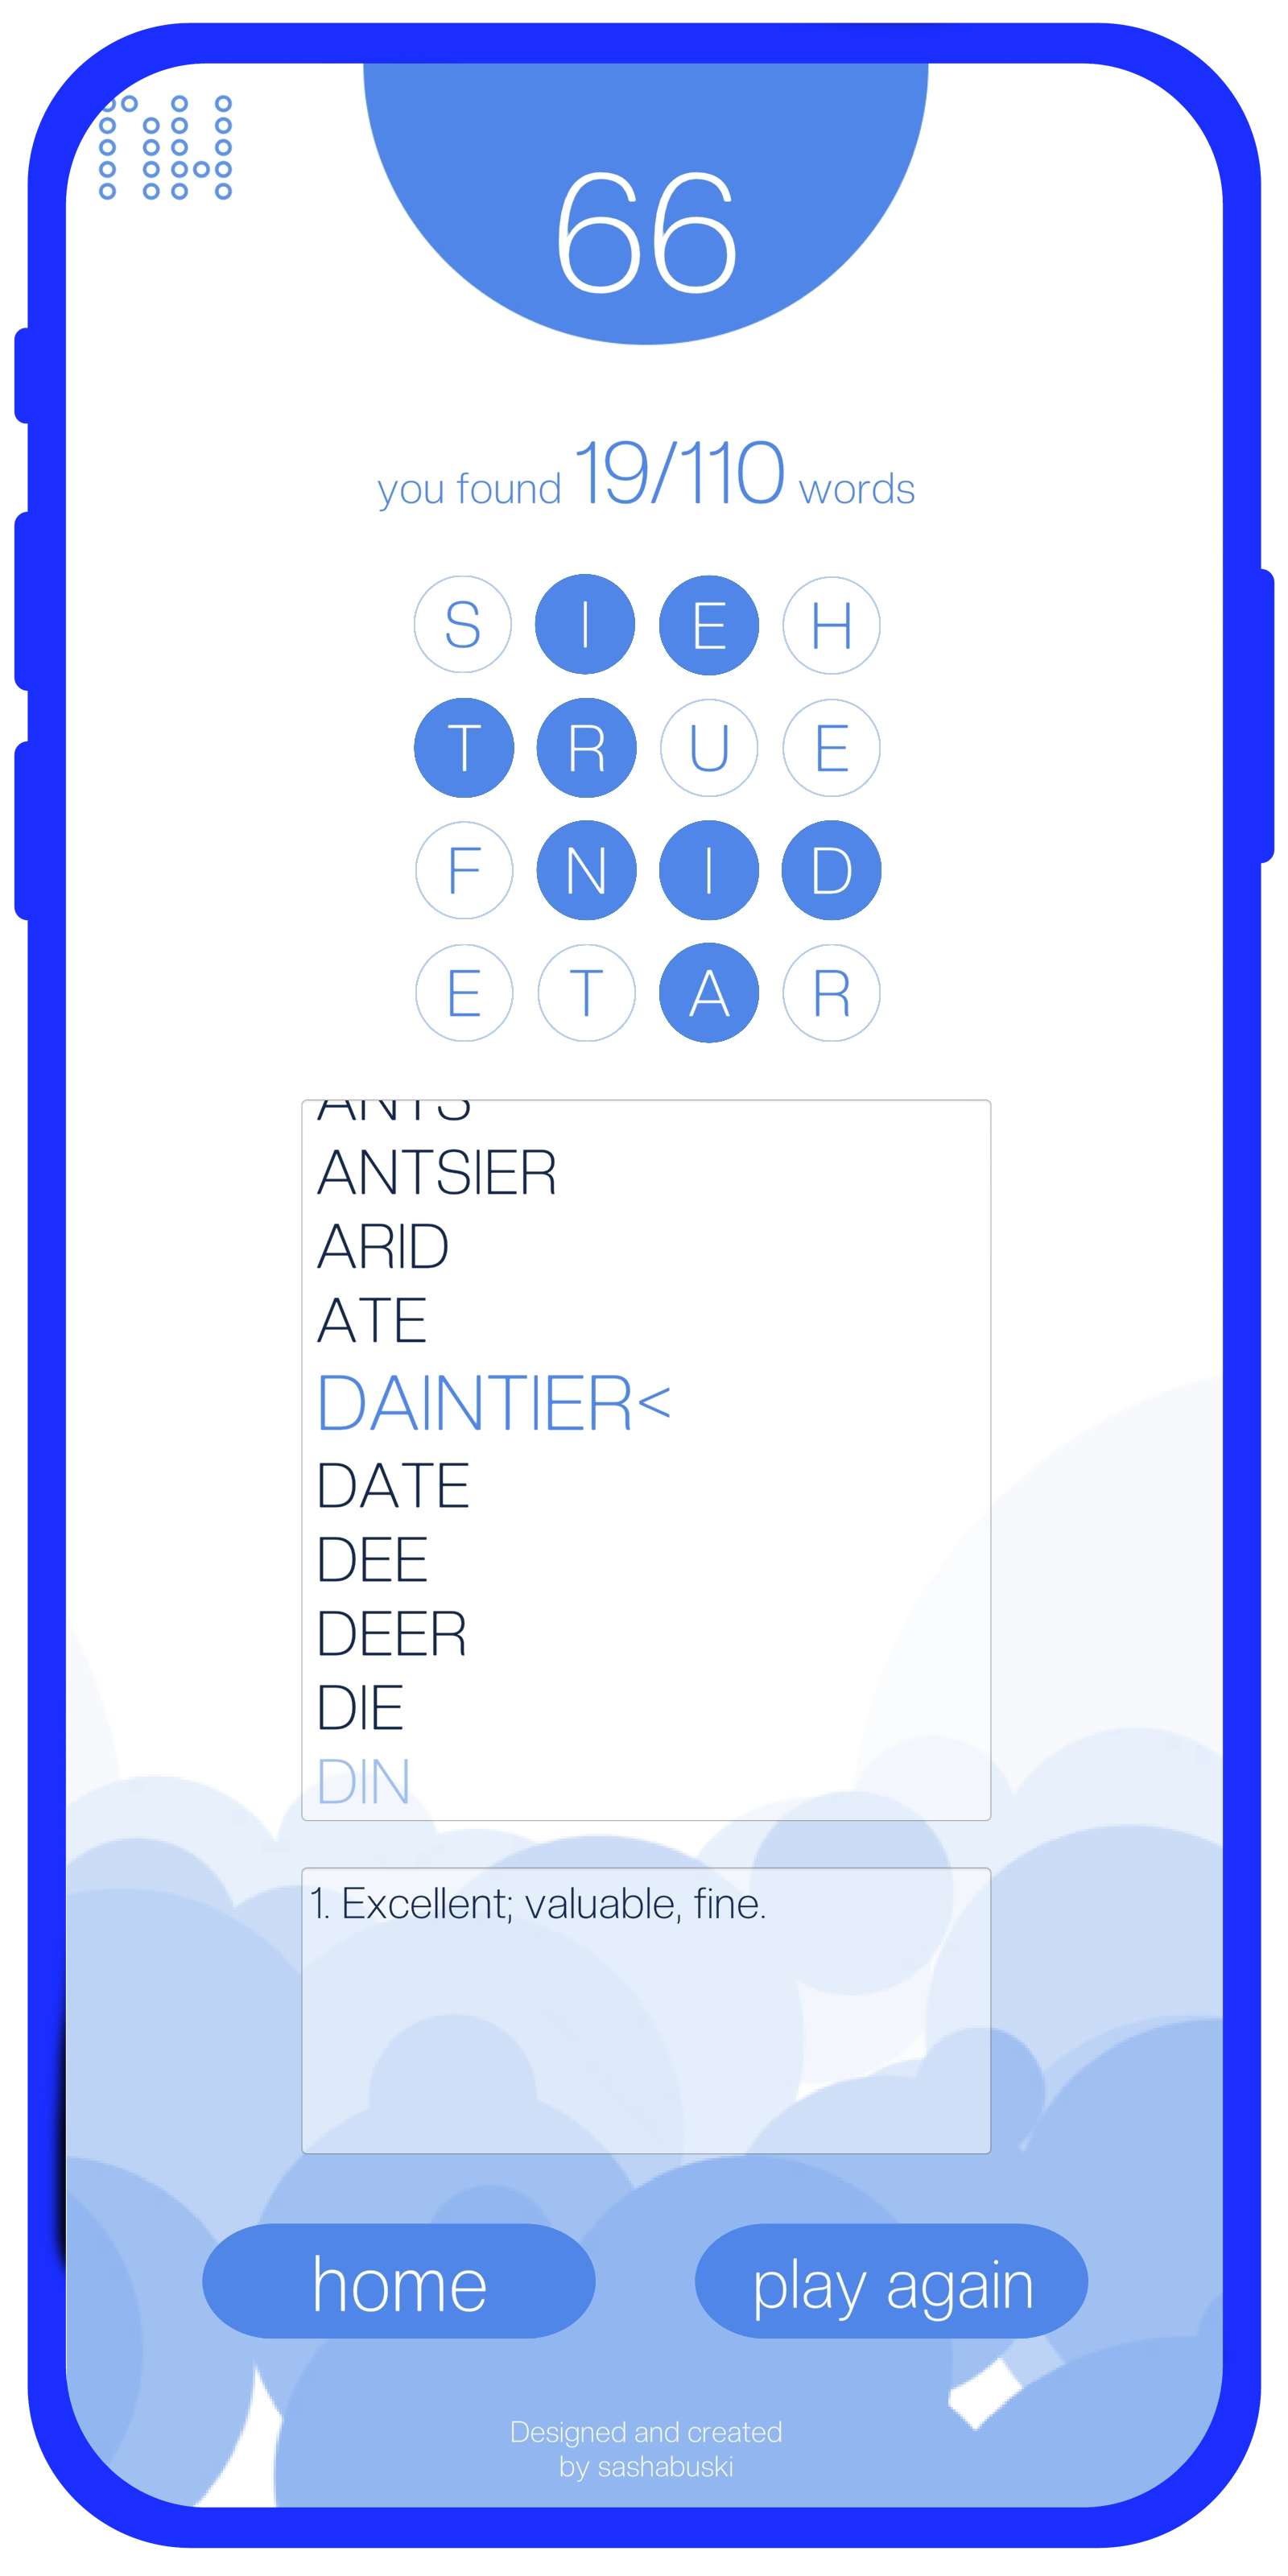 66
you found 19/110 words
S I E H
T R U E
F N I D
E T A R
ANTS
ANTSIER
ARID
ATE
DAINTIER<
DATE
DEE
DEER
DIE
DIN
1. Excellent; valuable, fine.
home play again
Designed and created
by sashabuski